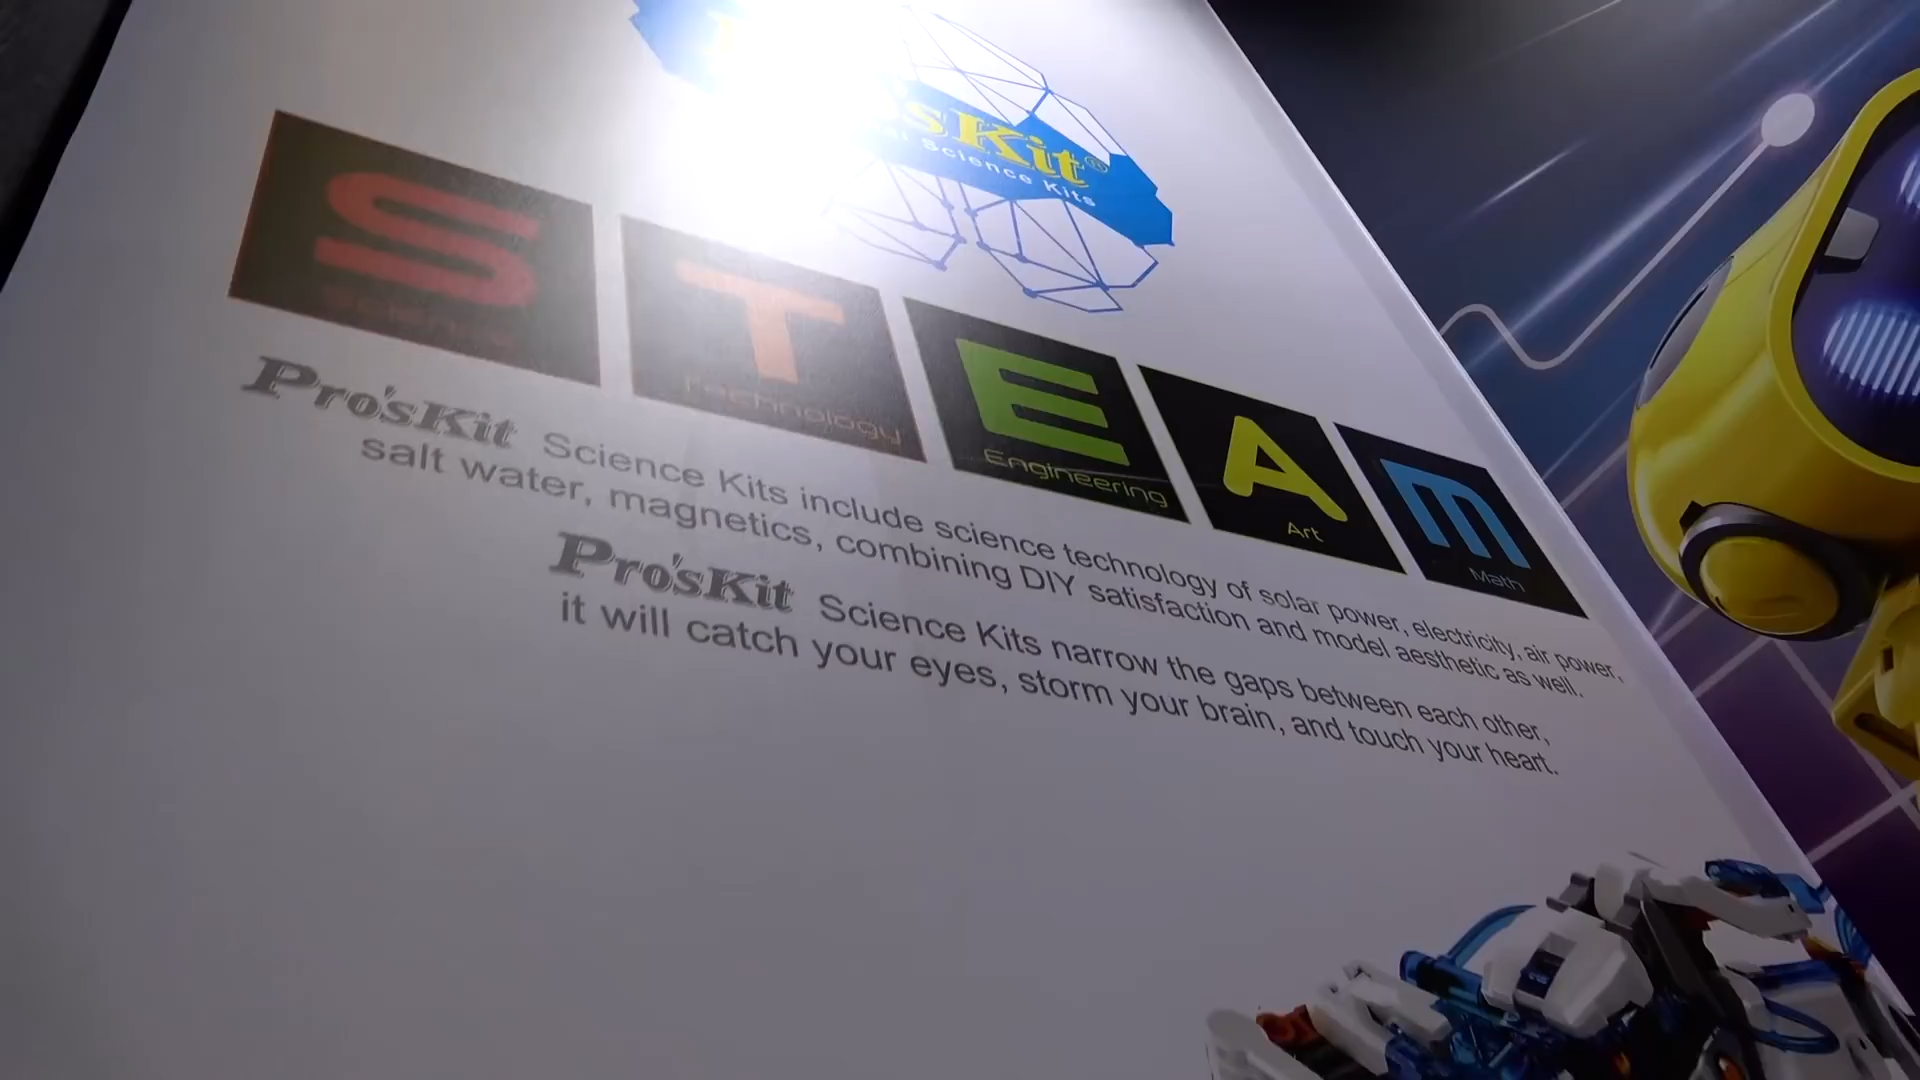 'sKit®
Science Kits
S T E A M
Science Technology Engineering Art Math
Pro'sKit Science Kits include science technology of solar power, electricity, air power,
salt water, magnetics, combining DIY satisfaction and model aesthetic as well.
Pro'sKit Science Kits narrow the gaps between each other,
it will catch your eyes, storm your brain, and touch your heart.